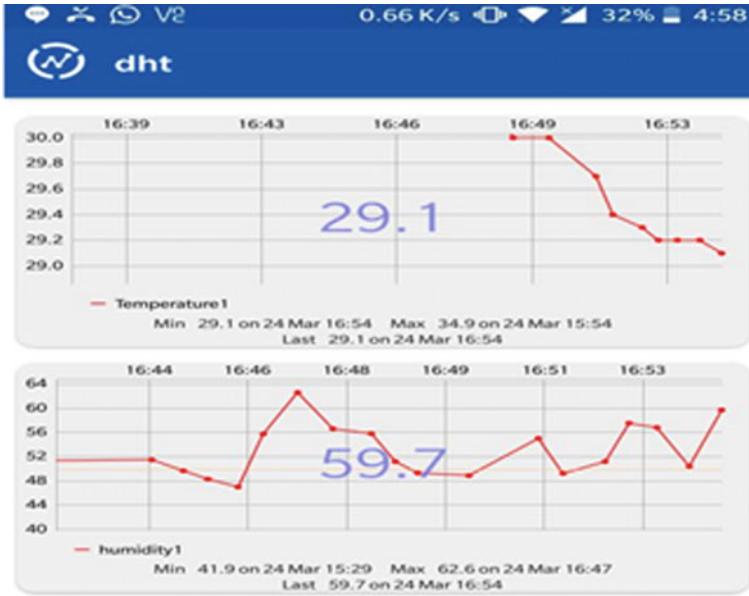 0.66 K/s 32% 4:58
dht
16:39 16:43 16:46 16:49 16:53
30.0
29.8
29.6
29.4
29.2
29.0
29.1
Temperature1
Min 29.1 on 24 Mar 16:54 Max 34.9 on 24 Mar 15:54
Last 29.1 on 24 Mar 16:54
16:44 16:46 16:48 16:49 16:51 16:53
64
60
56
52
48
44
40
59.7
humidity1
Min 41.9 on 24 Mar 15:29 Max 62.6 on 24 Mar 16:47
Last 59.7 on 24 Mar 16:54